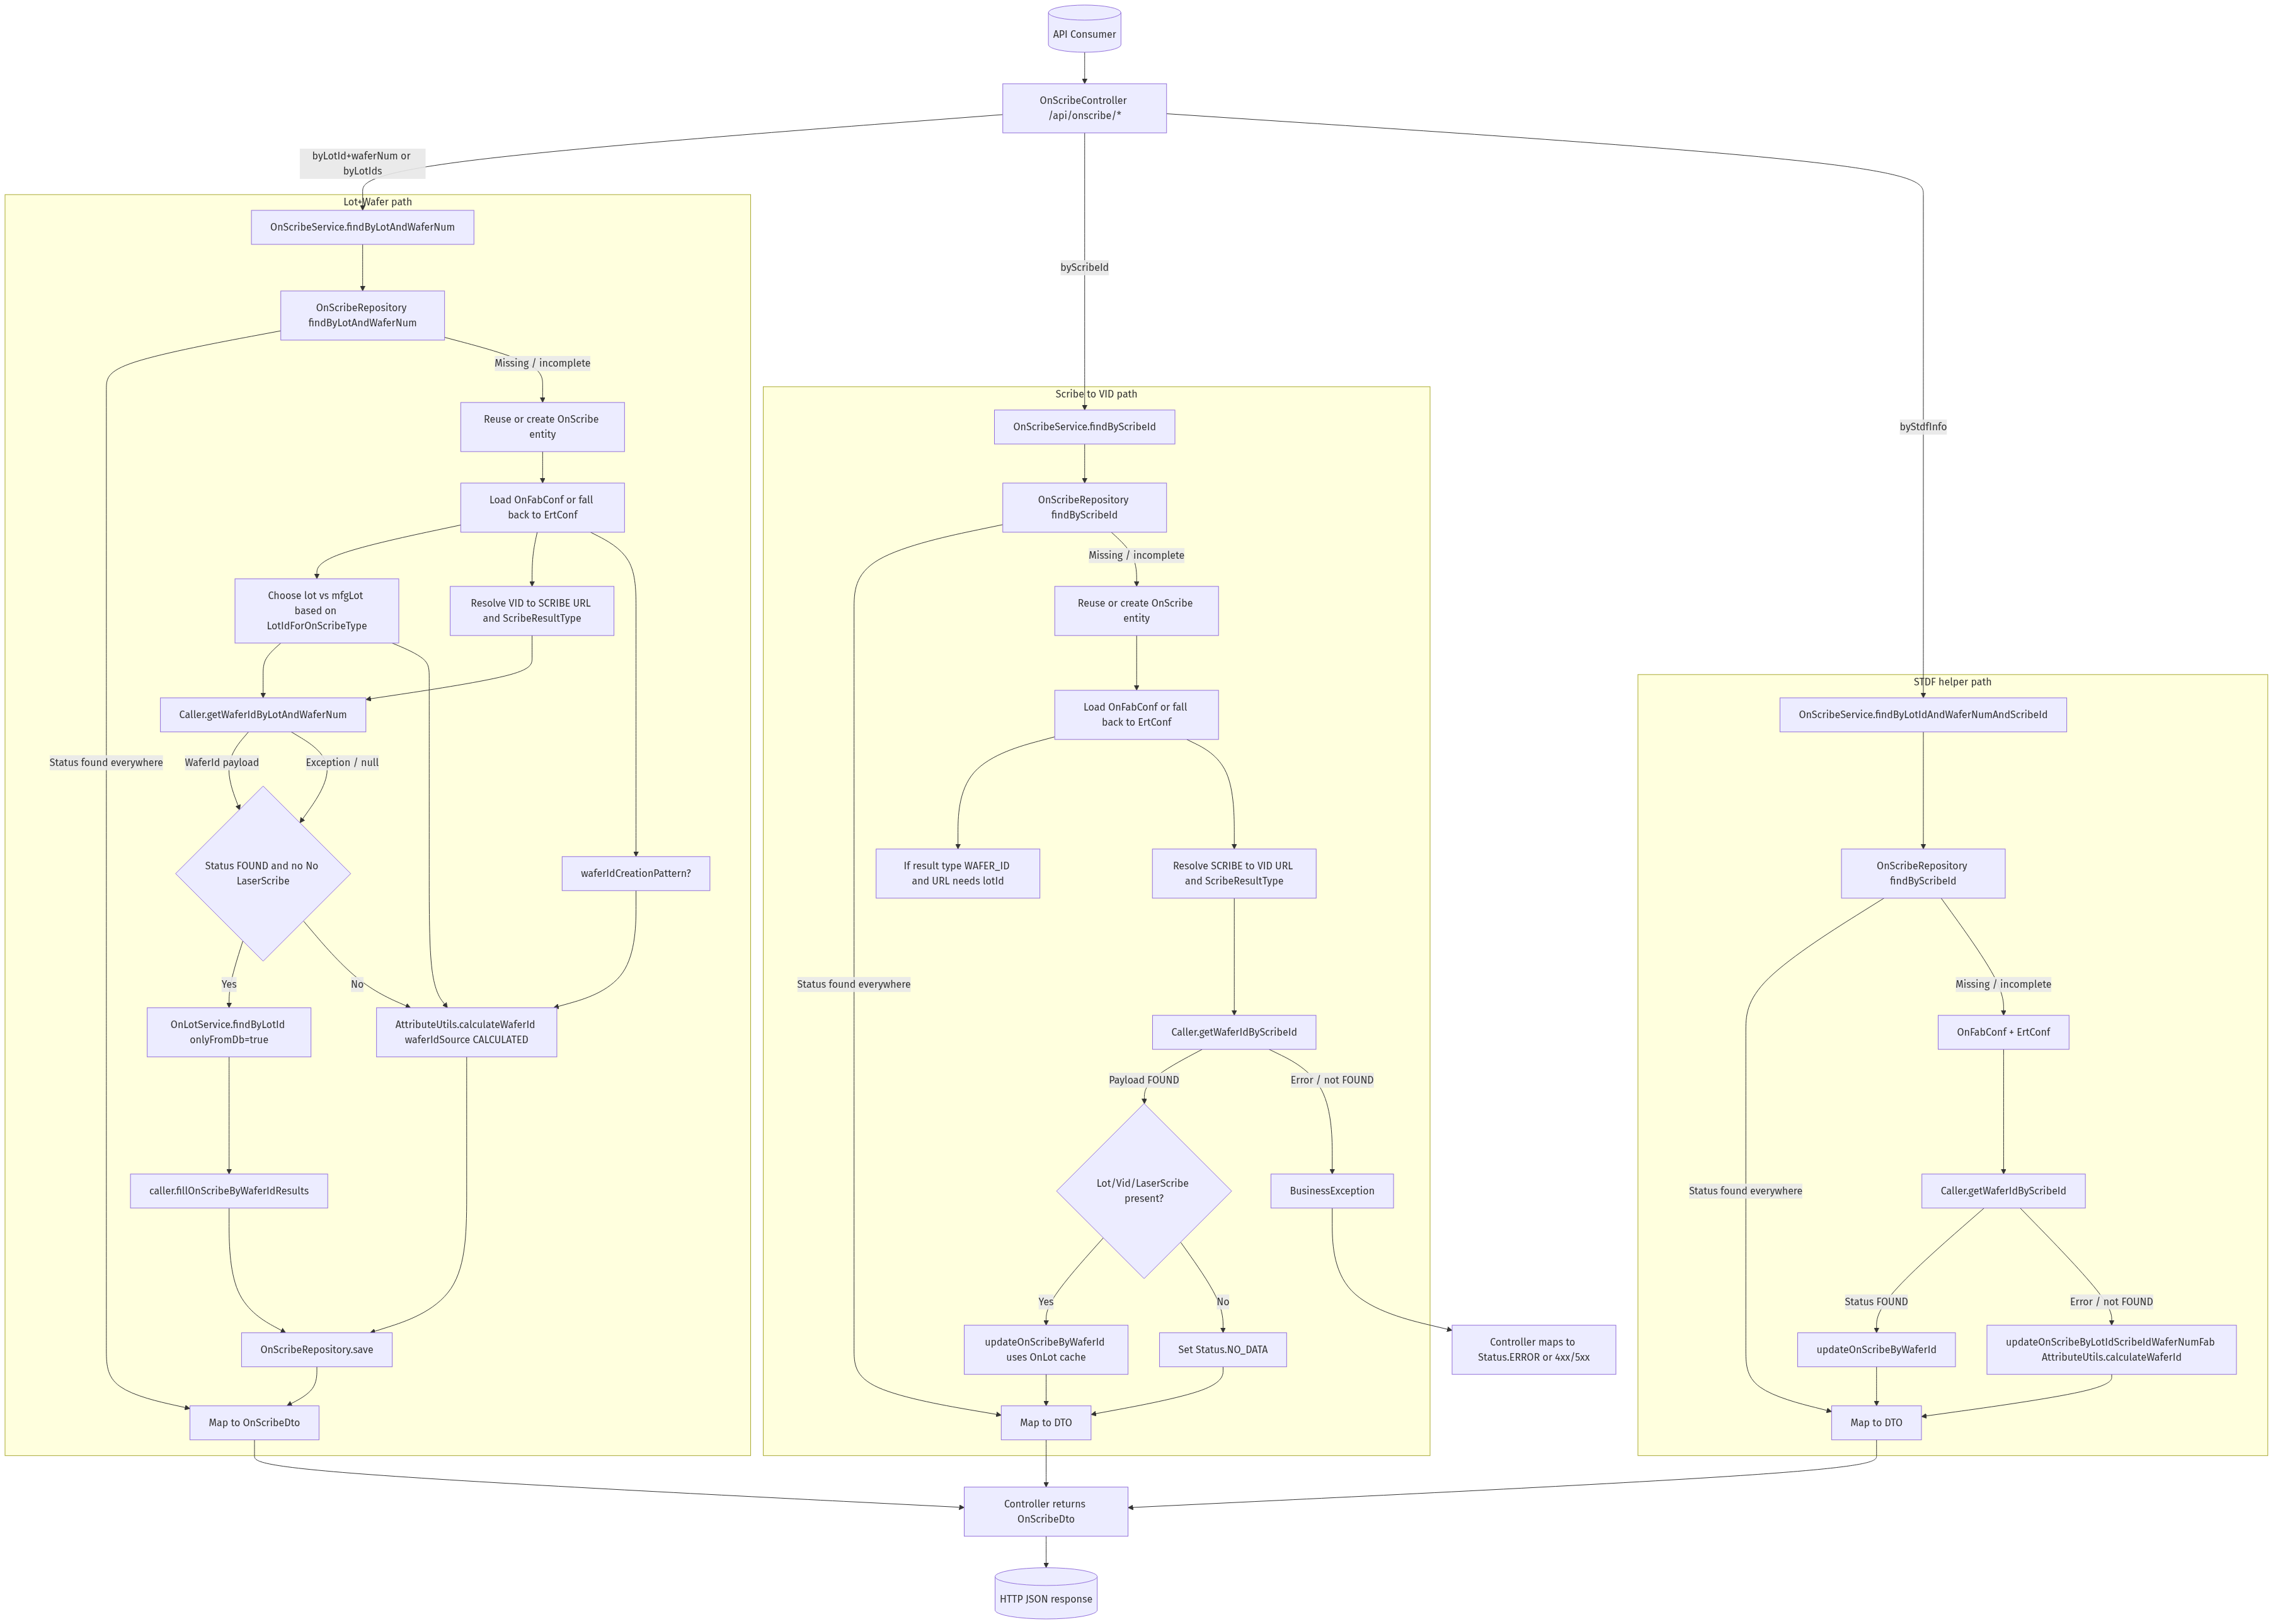 API Consumer
OnScribeController
/api/onscribe/*
byLotId+waferNum or
byLotIds
Lot+Wafer path
OnScribeService.findByLotAndWaferNum
OnScribeRepository
findByLotAndWaferNum
Missing / incomplete
Reuse or create OnScribe
entity
Load OnFabConf or fall
back to ErtConf
Choose lot vs mfgLot
based on
LotIdForOnScribeType
Resolve VID to SCRIBE URL
and ScribeResultType
Caller.getWaferIdByLotAndWaferNum
Status found everywhere
WaferId payload
Exception / null
Status FOUND and no No
LaserScribe
waferIdCreationPattern?
Yes
No
OnLotService.findByLotId
onlyFromDb=true
AttributeUtils.calculateWaferId
waferIdSource CALCULATED
caller.fillOnScribeByWaferIdResults
OnScribeRepository.save
Map to OnScribeDto
byScribeId
Scribe to VID path
OnScribeService.findByScribeId
OnScribeRepository
findByScribeId
Missing / incomplete
Reuse or create OnScribe
entity
Load OnFabConf or fall
back to ErtConf
If result type WAFER_ID
and URL needs lotId
Resolve SCRIBE to VID URL
and ScribeResultType
Status found everywhere
Caller.getWaferIdByScribeId
Payload FOUND
Error / not FOUND
Lot/Vid/LaserScribe
present?
BusinessException
Yes
No
updateOnScribeByWaferId
uses OnLot cache
Set Status.NO_DATA
Controller maps to
Status.ERROR or 4xx/5xx
Map to DTO
byStdfInfo
STDF helper path
OnScribeService.findByLotIdAndWaferNumAndScribeId
OnScribeRepository
findByScribeId
Missing / incomplete
OnFabConf + ErtConf
Status found everywhere
Caller.getWaferIdByScribeId
Status FOUND
Error / not FOUND
updateOnScribeByWaferId
updateOnScribeByLotIdScribeIdWaferNumFab
AttributeUtils.calculateWaferId
Map to DTO
Controller returns
OnScribeDto
HTTP JSON response